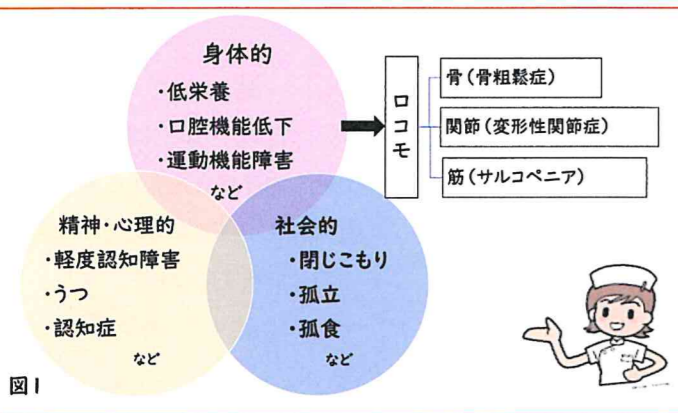 身体的
・低栄養
・口腔機能低下
・運動機能障害
など
ロコモ
骨(骨粗鬆症)
関節(変形性関節症)
筋(サルコペニア)
精神・心理的
・軽度認知障害
・うつ
・認知症
など
社会的
・閉じこもり
・孤立
・孤食
など
図1